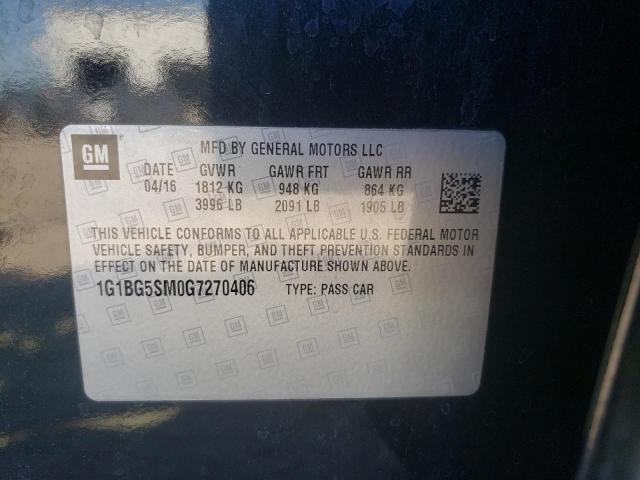 GM
MFD BY GENERAL MOTORS LLC
DATE GVWR GAWR FRT GAWR RR
04/16 1812 KG 948 KG 864 KG
3996 LB 2091 LB 1905 LB
THIS VEHICLE CONFORMS TO ALL APPLICABLE U.S. FEDERAL MOTOR
VEHICLE SAFETY, BUMPER, AND THEFT PREVENTION STANDARDS IN
EFFECT ON THE DATE OF MANUFACTURE SHOWN ABOVE.
1G1BG5SM0G7270406 TYPE: PASS CAR